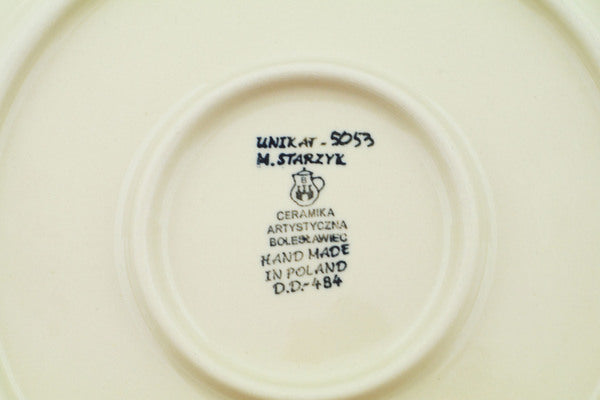 UNIKAT - 5053
M. STARZYK
B
CERAMIKA
ARTYSTYCZNA
BOLESŁAWIEC
HAND MADE
IN POLAND
D.D.-484